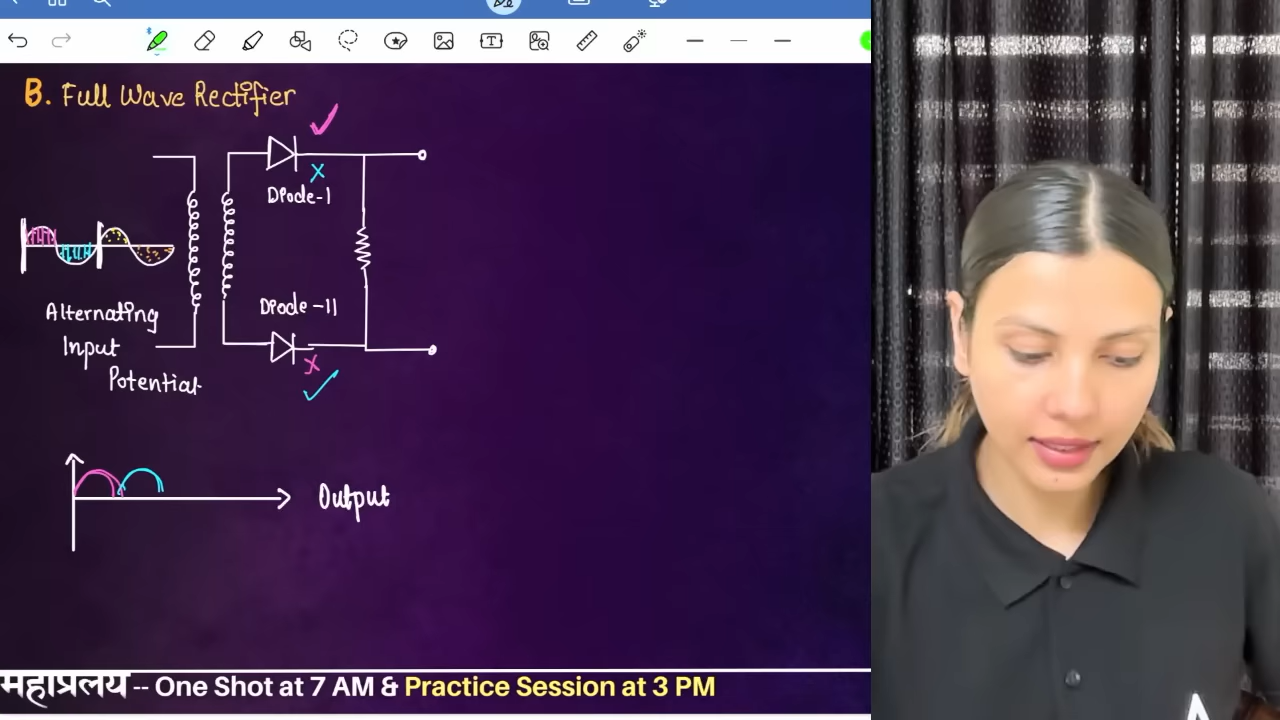 B. Full Wave Rectifier
Diode-I
Diode-II
Alternating
Input
Potential
Output
महाप्रलय -- One Shot at 7 AM & Practice Session at 3 PM